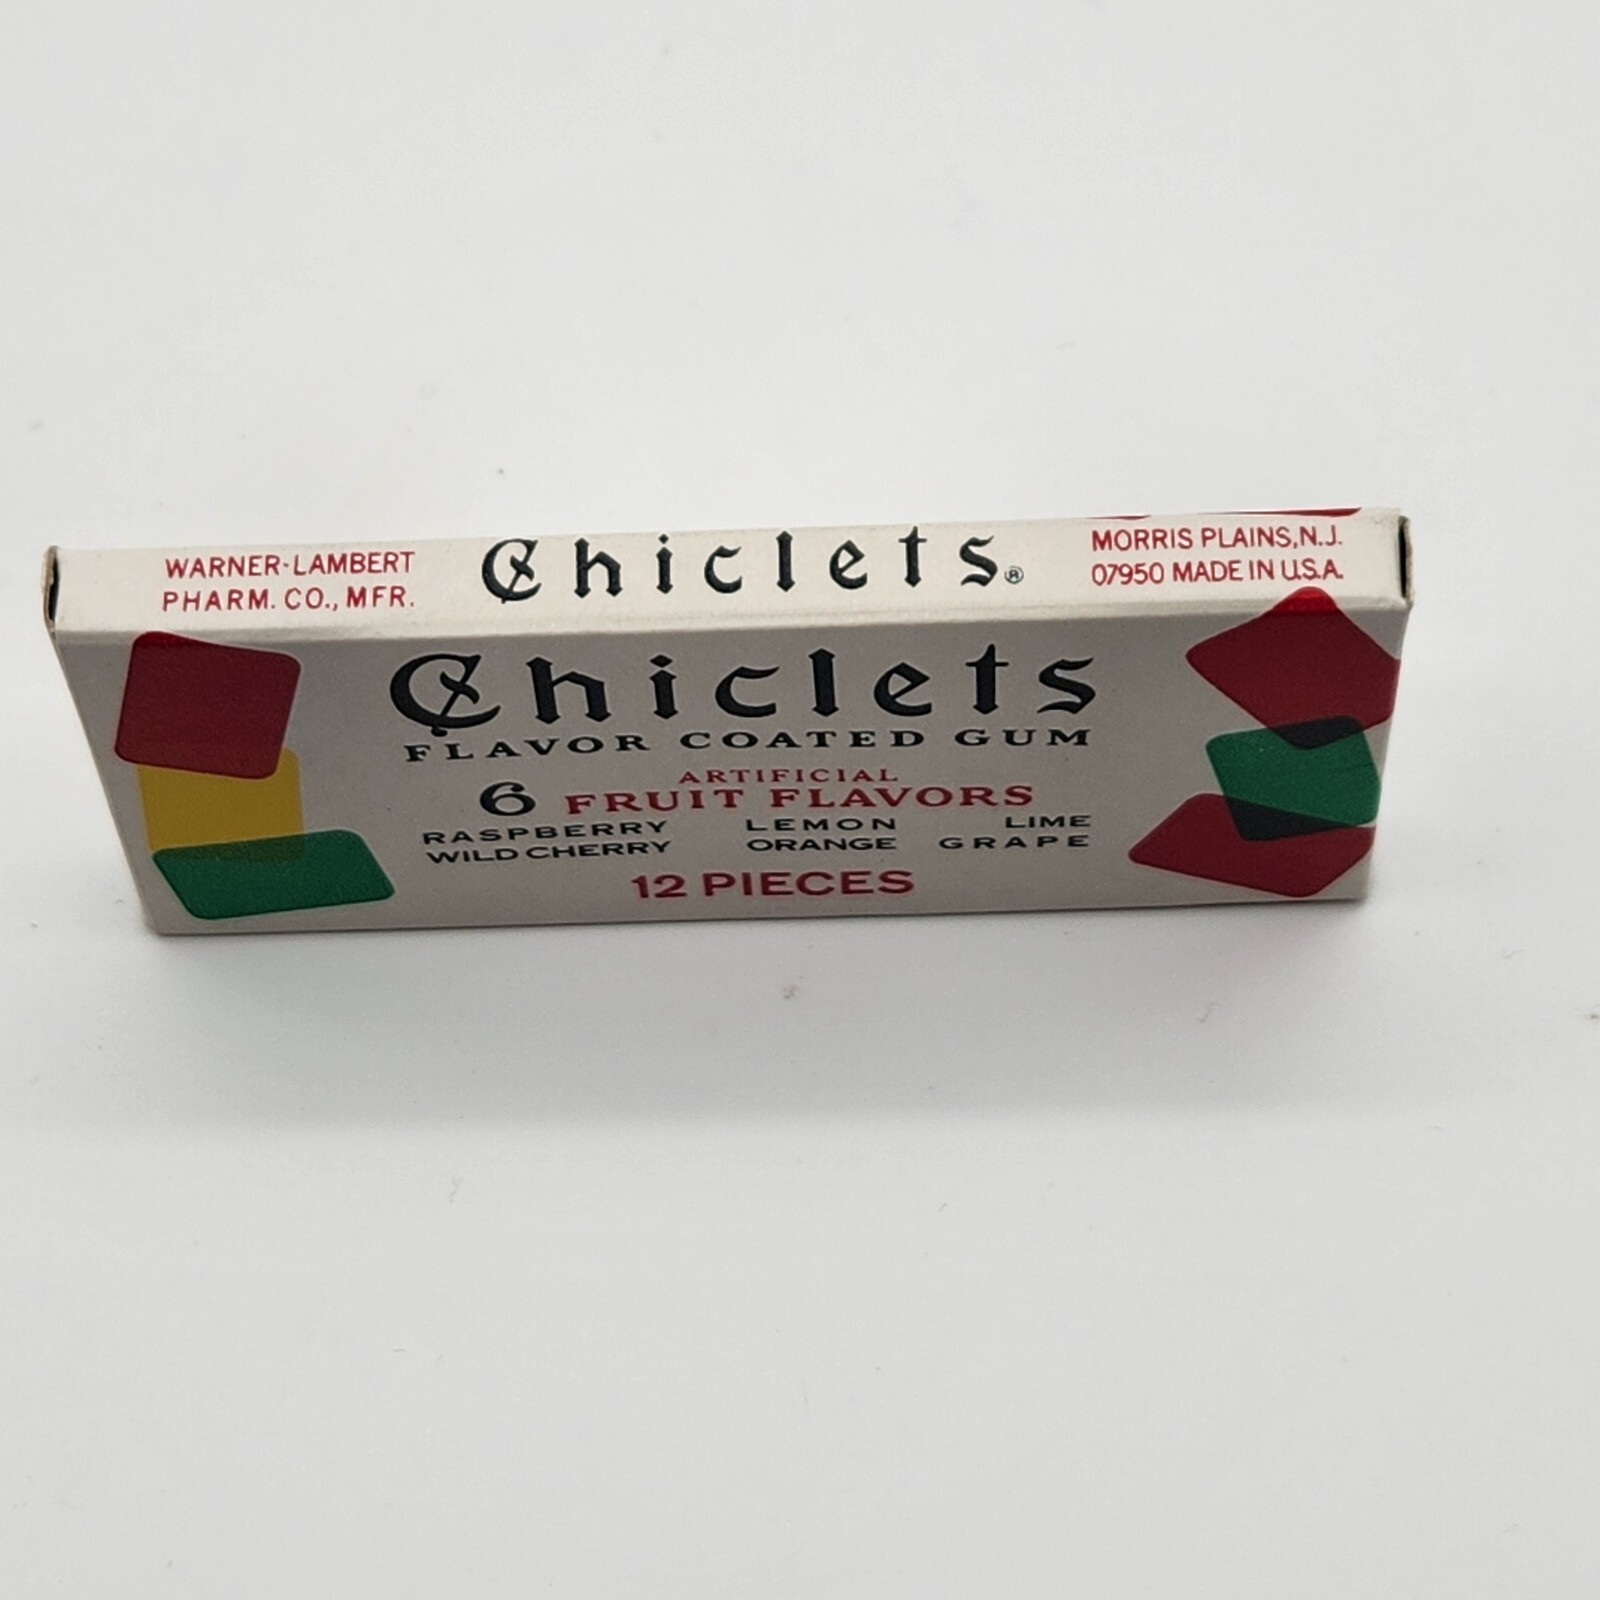 WARNER-LAMBERT
PHARM. CO., MFR.
Chiclets®
MORRIS PLAINS, N.J.
07950 MADE IN U.S.A.
Chiclets
FLAVOR COATED GUM
ARTIFICIAL
6 FRUIT FLAVORS
RASPBERRY LEMON LIME
WILD CHERRY ORANGE GRAPE
12 PIECES